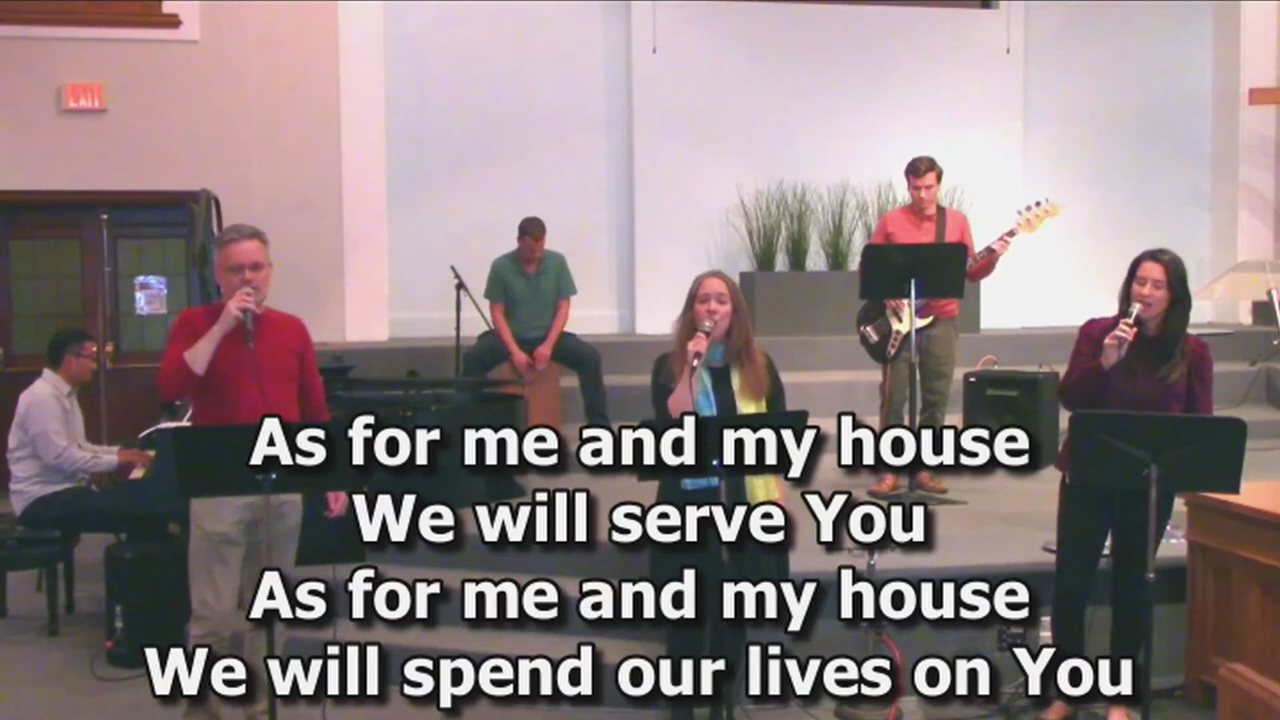 EXIT
As for me and my house
We will serve You
As for me and my house
We will spend our lives on You